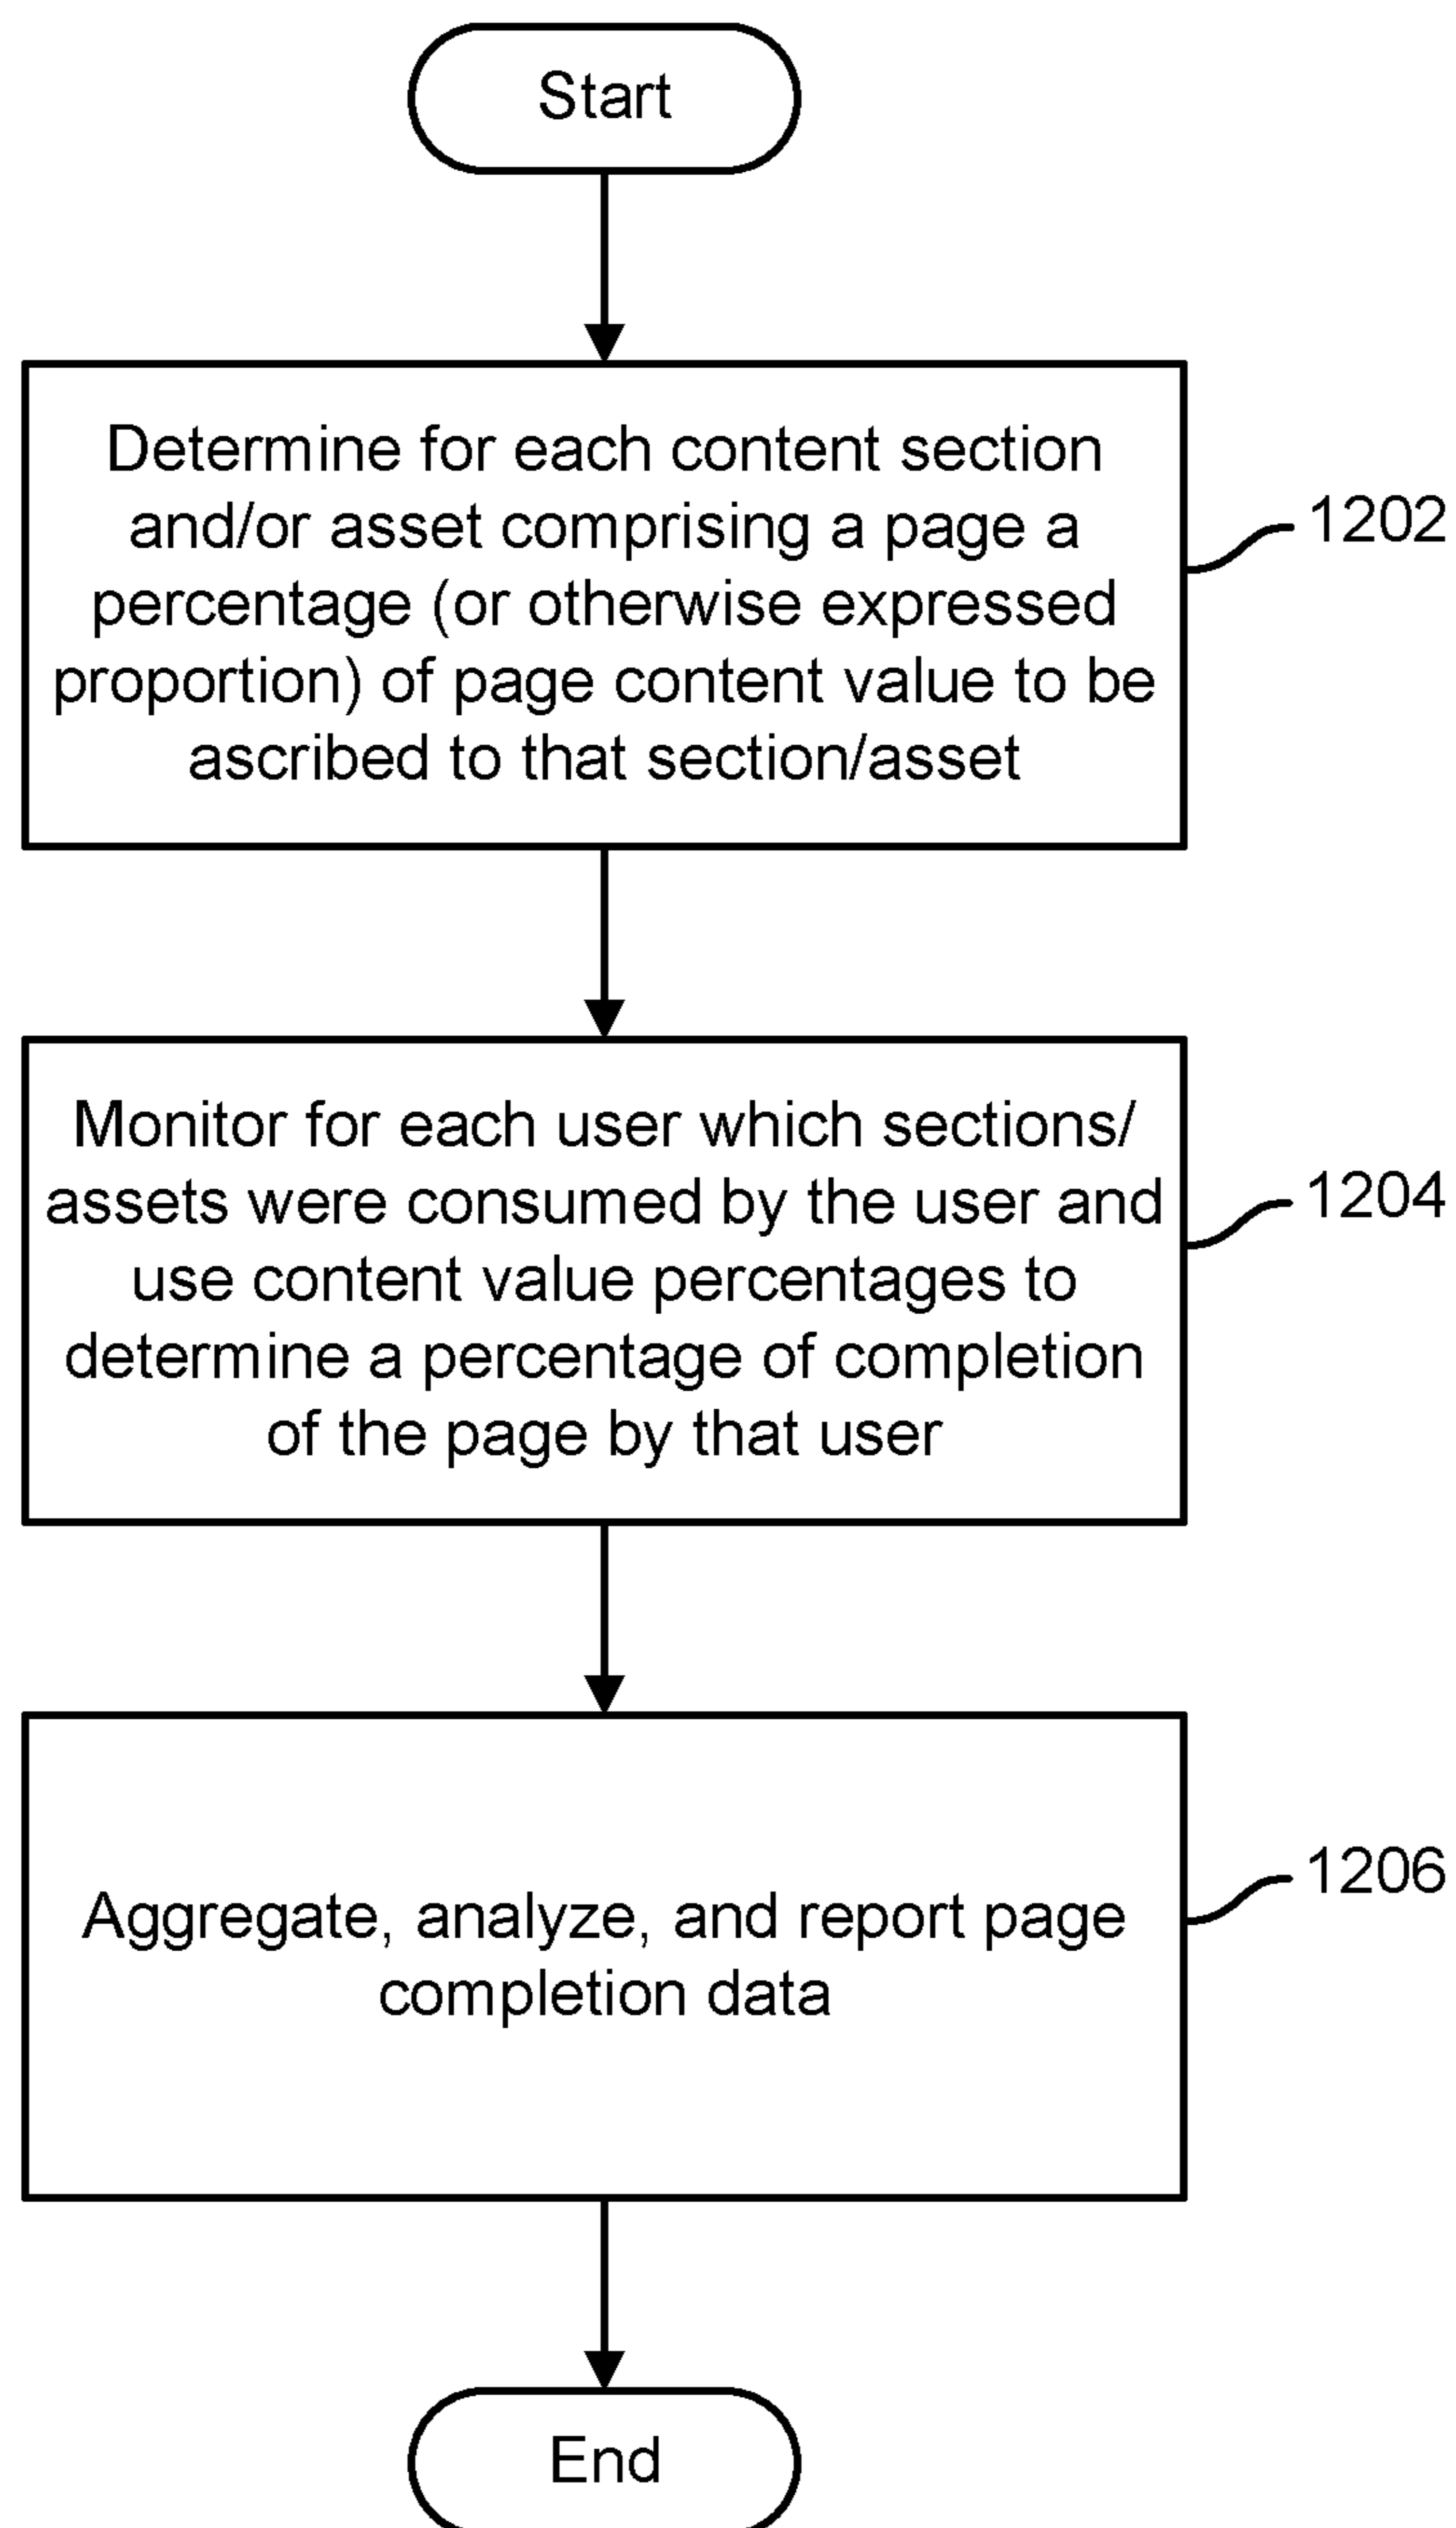 Start
Determine for each content section
and/or asset comprising a page a
percentage (or otherwise expressed
proportion) of page content value to be
ascribed to that section/asset
1202
Monitor for each user which sections/
assets were consumed by the user and
use content value percentages to
determine a percentage of completion
of the page by that user
1204
Aggregate, analyze, and report page
completion data
1206
End